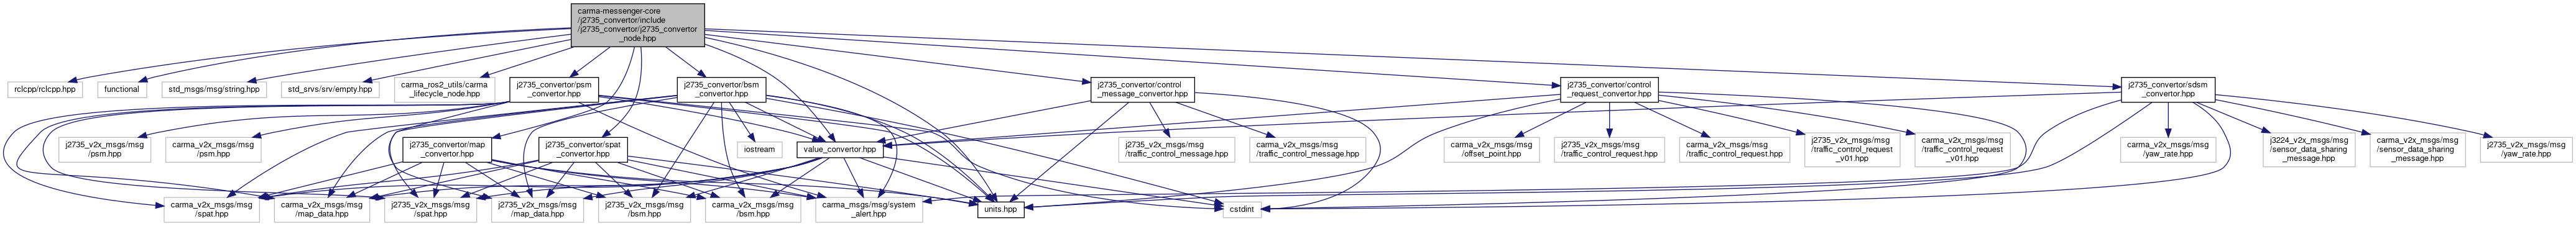 carma-messenger-core
/j2735_convertor/include
/j2735_convertor/j2735_convertor
_node.hpp
rclcpp/rclcpp.hpp
functional
std_msgs/msg/string.hpp
std_srvs/srv/empty.hpp
carma_ros2_utils/carma
_lifecycle_node.hpp
j2735_convertor/psm
_convertor.hpp
j2735_convertor/bsm
_convertor.hpp
j2735_convertor/control
_message_convertor.hpp
j2735_convertor/control
_request_convertor.hpp
j2735_convertor/sdsm
_convertor.hpp
j2735_v2x_msgs/msg
/psm.hpp
carma_v2x_msgs/msg
/psm.hpp
j2735_convertor/map
_convertor.hpp
j2735_convertor/spat
_convertor.hpp
iostream
value_convertor.hpp
j2735_v2x_msgs/msg
/traffic_control_message.hpp
carma_v2x_msgs/msg
/traffic_control_message.hpp
carma_v2x_msgs/msg
/offset_point.hpp
j2735_v2x_msgs/msg
/traffic_control_request.hpp
carma_v2x_msgs/msg
/traffic_control_request.hpp
j2735_v2x_msgs/msg
/traffic_control_request
_v01.hpp
carma_v2x_msgs/msg
/traffic_control_request
_v01.hpp
carma_v2x_msgs/msg
/yaw_rate.hpp
j3224_v2x_msgs/msg
/sensor_data_sharing
_message.hpp
carma_v2x_msgs/msg
/sensor_data_sharing
_message.hpp
j2735_v2x_msgs/msg
/yaw_rate.hpp
carma_v2x_msgs/msg
/spat.hpp
carma_v2x_msgs/msg
/map_data.hpp
j2735_v2x_msgs/msg
/spat.hpp
j2735_v2x_msgs/msg
/map_data.hpp
j2735_v2x_msgs/msg
/bsm.hpp
carma_v2x_msgs/msg
/bsm.hpp
carma_msgs/msg/system
_alert.hpp
units.hpp
cstdint